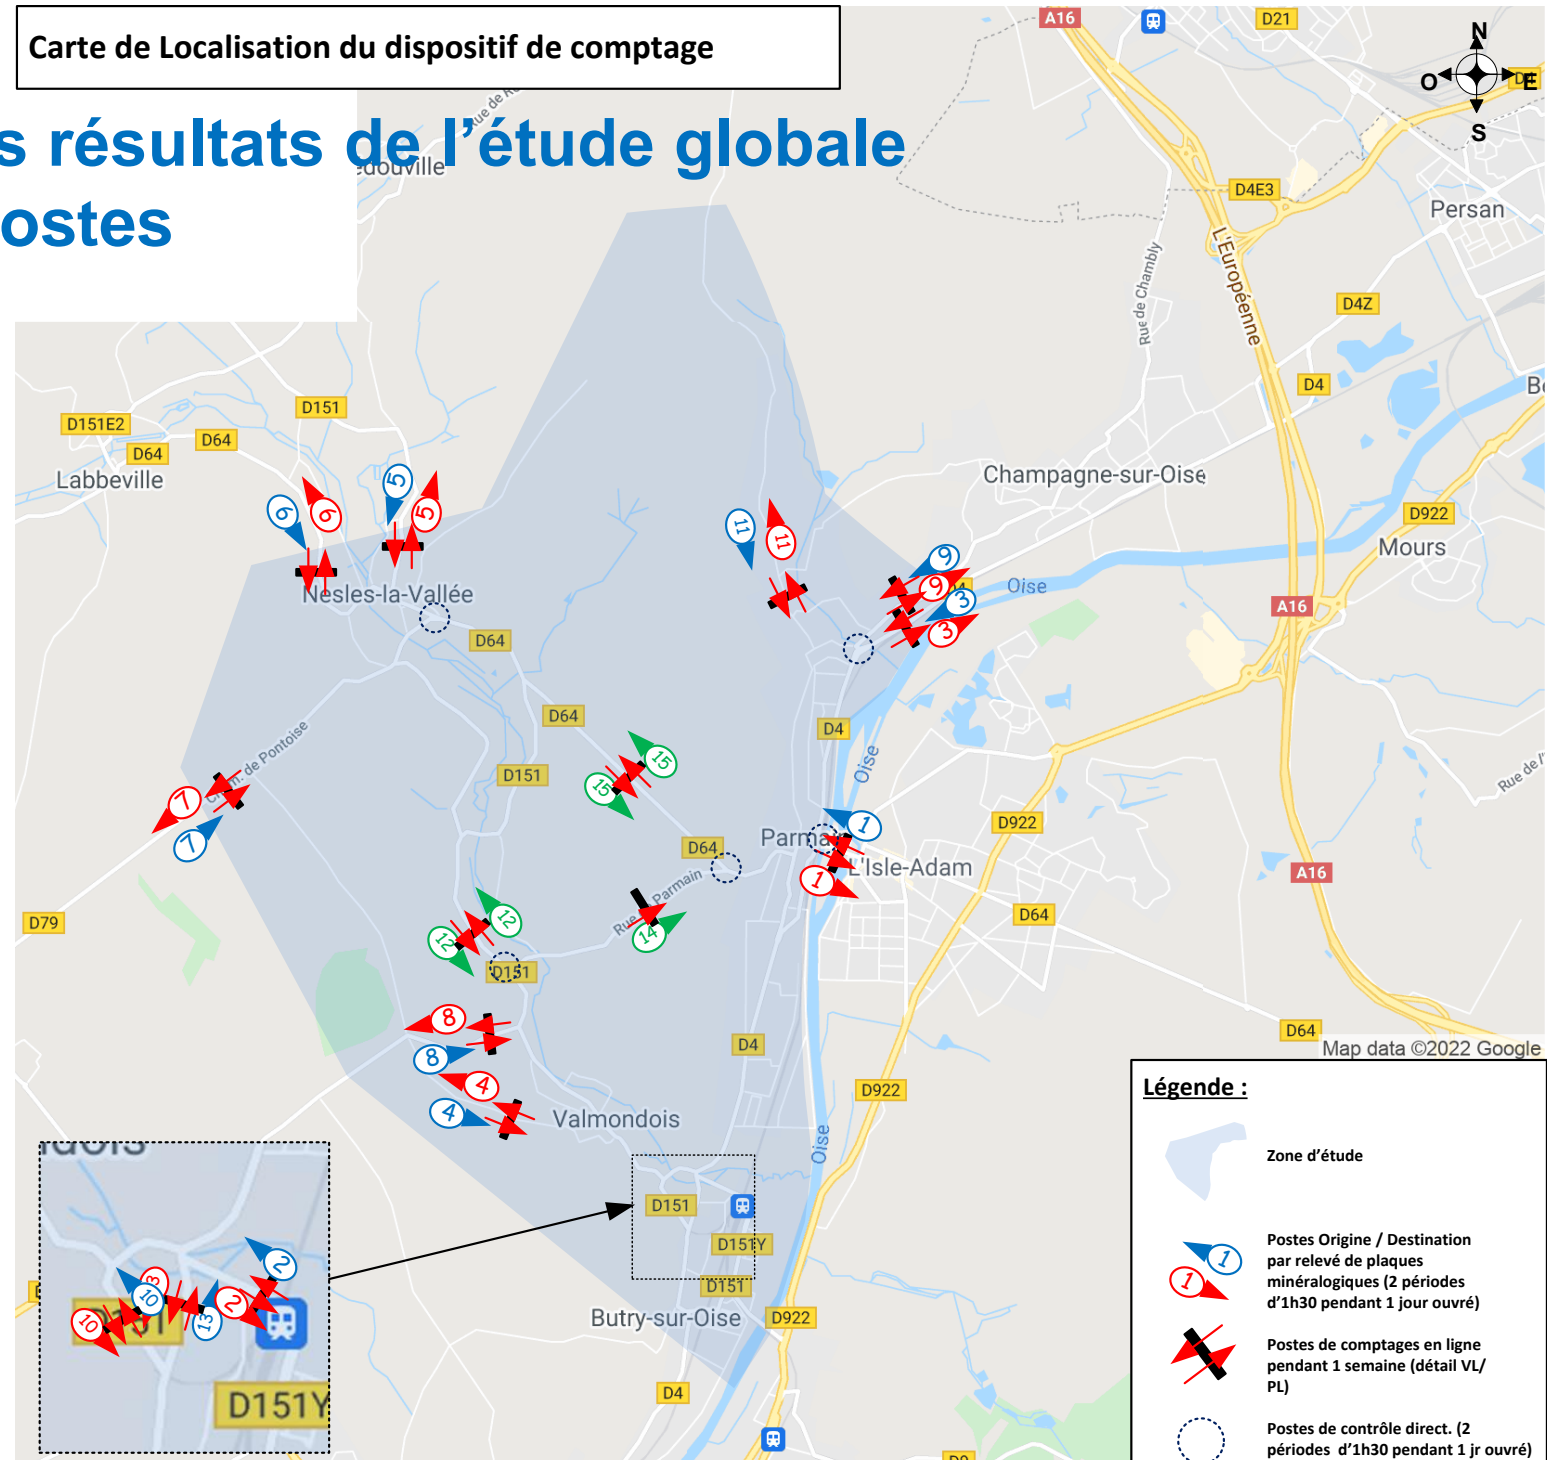 Carte de Localisation du dispositif de comptage
s résultats de l'étude globale
ostes
A16
D21
N
O
E
S
D4E3
Persan
L'Européenne
Rue de Chambly
D4Z
D4
D151E2
D151
D64
D64
Labbeville
Champagne-sur-Oise
D922
Mours
6
6
5
5
11
11
9
9
3
3
Oise
A16
Nesles-la-Vallée
D64
D64
D4
Oise
D151
15
15
7
7
1
1
Parmain
L'Isle-Adam
D922
D64
A16
D64
D79
12
12
14
D151
8
8
4
4
D4
D64
Map data ©2022 Google
D922
Valmondois
Oise
D151
D151Y
D151
Butry-sur-Oise
D922
D4
2
2
10
10
13
D151Y
Légende :
Zone d'étude
1
1
Postes Origine / Destination
par relevé de plaques
minéralogiques (2 périodes
d'1h30 pendant 1 jour ouvré)
Postes de comptages en ligne
pendant 1 semaine (détail VL/
PL)
Postes de contrôle direct. (2
périodes d'1h30 pendant 1 jr ouvré)